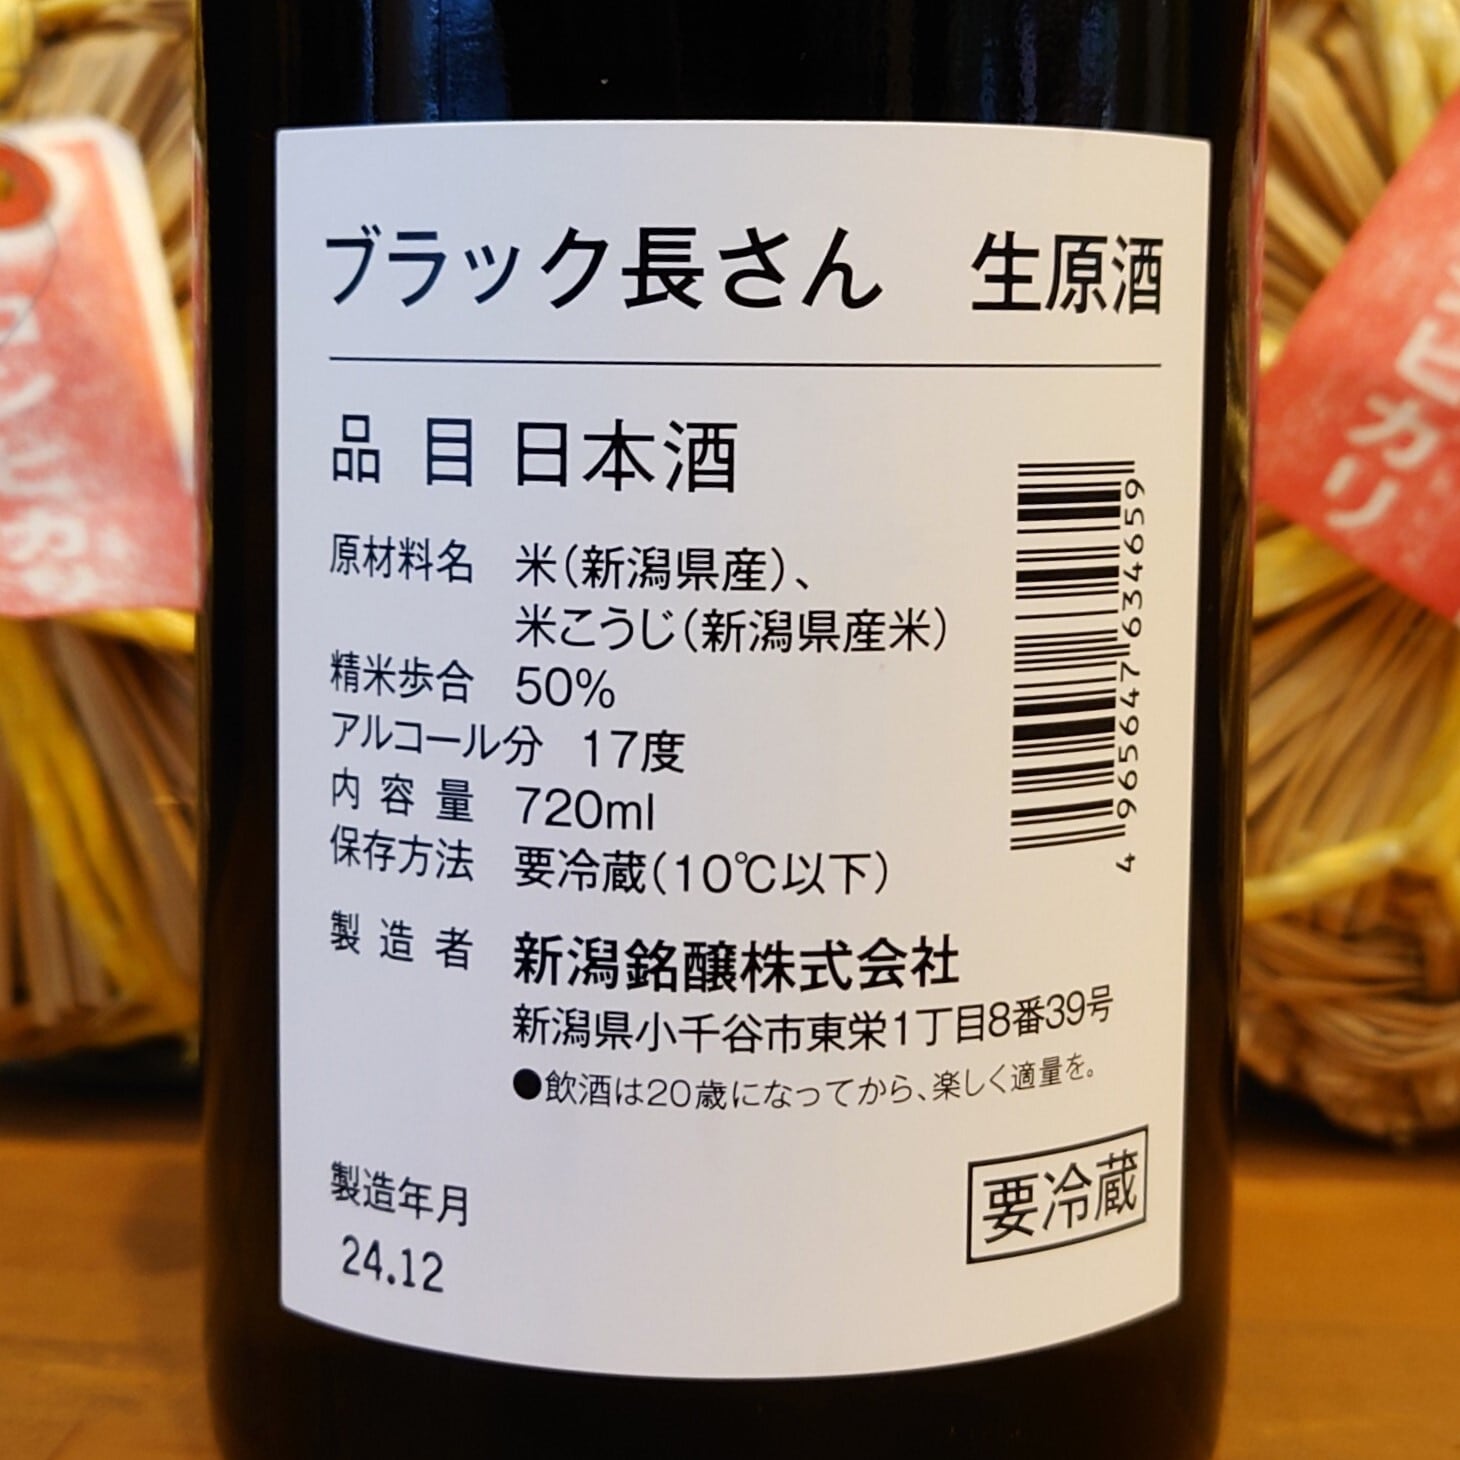 ブラック長さん 生原酒
品目 日本酒
原材料名 米(新潟県産)、
米こうじ(新潟県産米)
精米歩合 50%
アルコール分 17度
内容量 720ml
保存方法 要冷蔵(10℃以下)
製造者 新潟銘醸株式会社
新潟県小千谷市東栄1丁目8番39号
●飲酒は20歳になってから、楽しく適量を。
製造年月
24.12
要冷蔵
4 965647 634659
ヒカリ